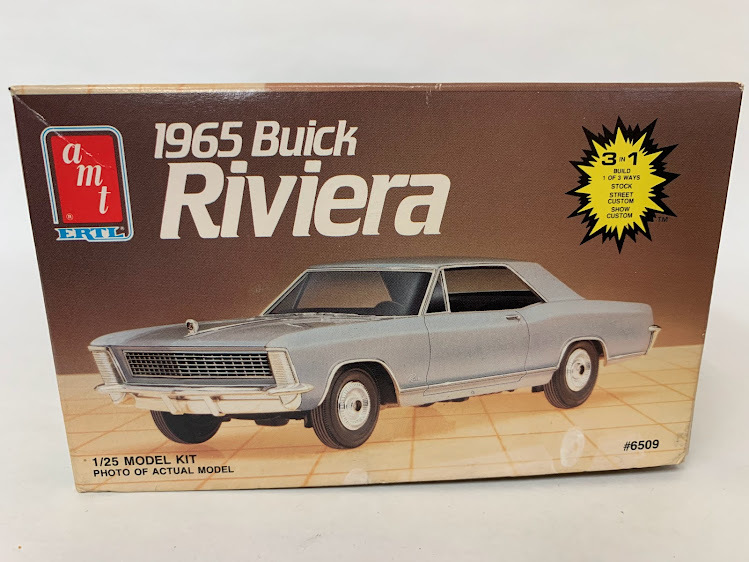 amt
®
ERTL®
1965 Buick
Riviera
3 IN 1
BUILD
1 OF 3 WAYS
STOCK
STREET
CUSTOM
SHOW
CUSTOM
™
1/25 MODEL KIT
PHOTO OF ACTUAL MODEL
#6509